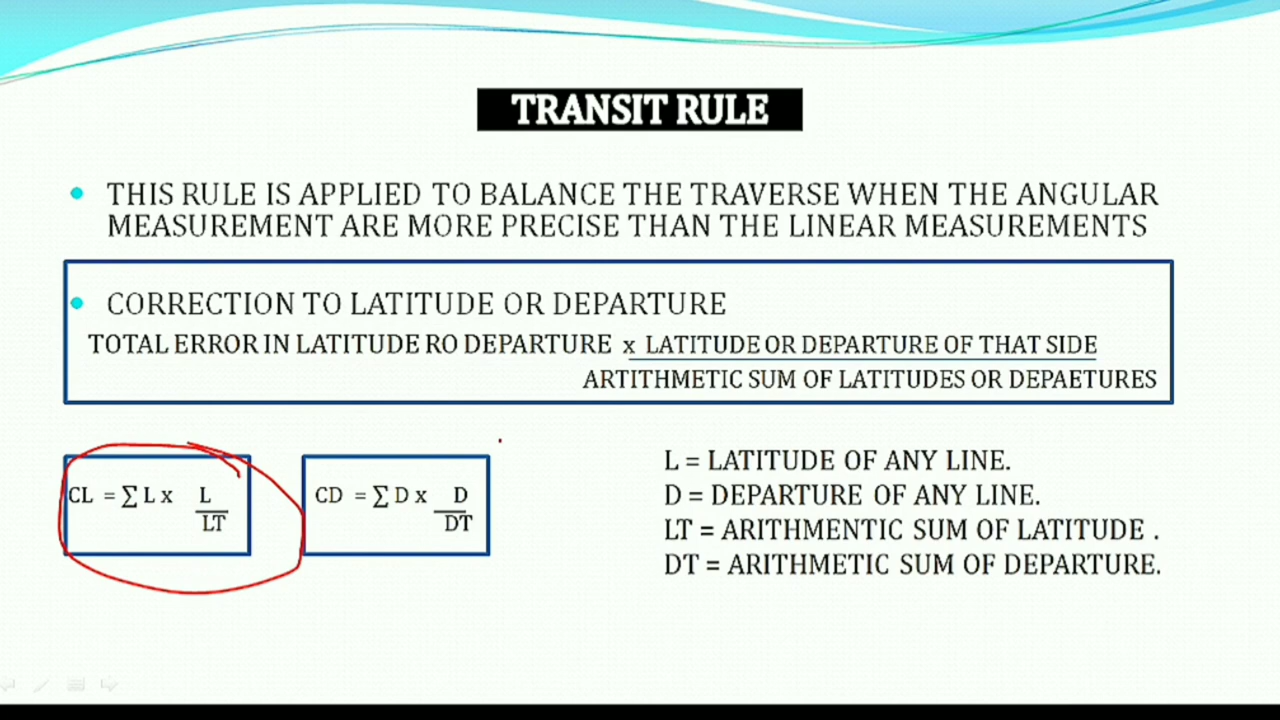 TRANSIT RULE
THIS RULE IS APPLIED TO BALANCE THE TRAVERSE WHEN THE ANGULAR
MEASUREMENT ARE MORE PRECISE THAN THE LINEAR MEASUREMENTS
CORRECTION TO LATITUDE OR DEPARTURE
TOTAL ERROR IN LATITUDE RO DEPARTURE x LATITUDE OR DEPARTURE OF THAT SIDE
ARTITHMETIC SUM OF LATITUDES OR DEPAETURES
CL = ∑ L x L
LT
CD = ∑ D x D
DT
L = LATITUDE OF ANY LINE.
D = DEPARTURE OF ANY LINE.
LT = ARITHMENTIC SUM OF LATITUDE .
DT = ARITHMETIC SUM OF DEPARTURE.